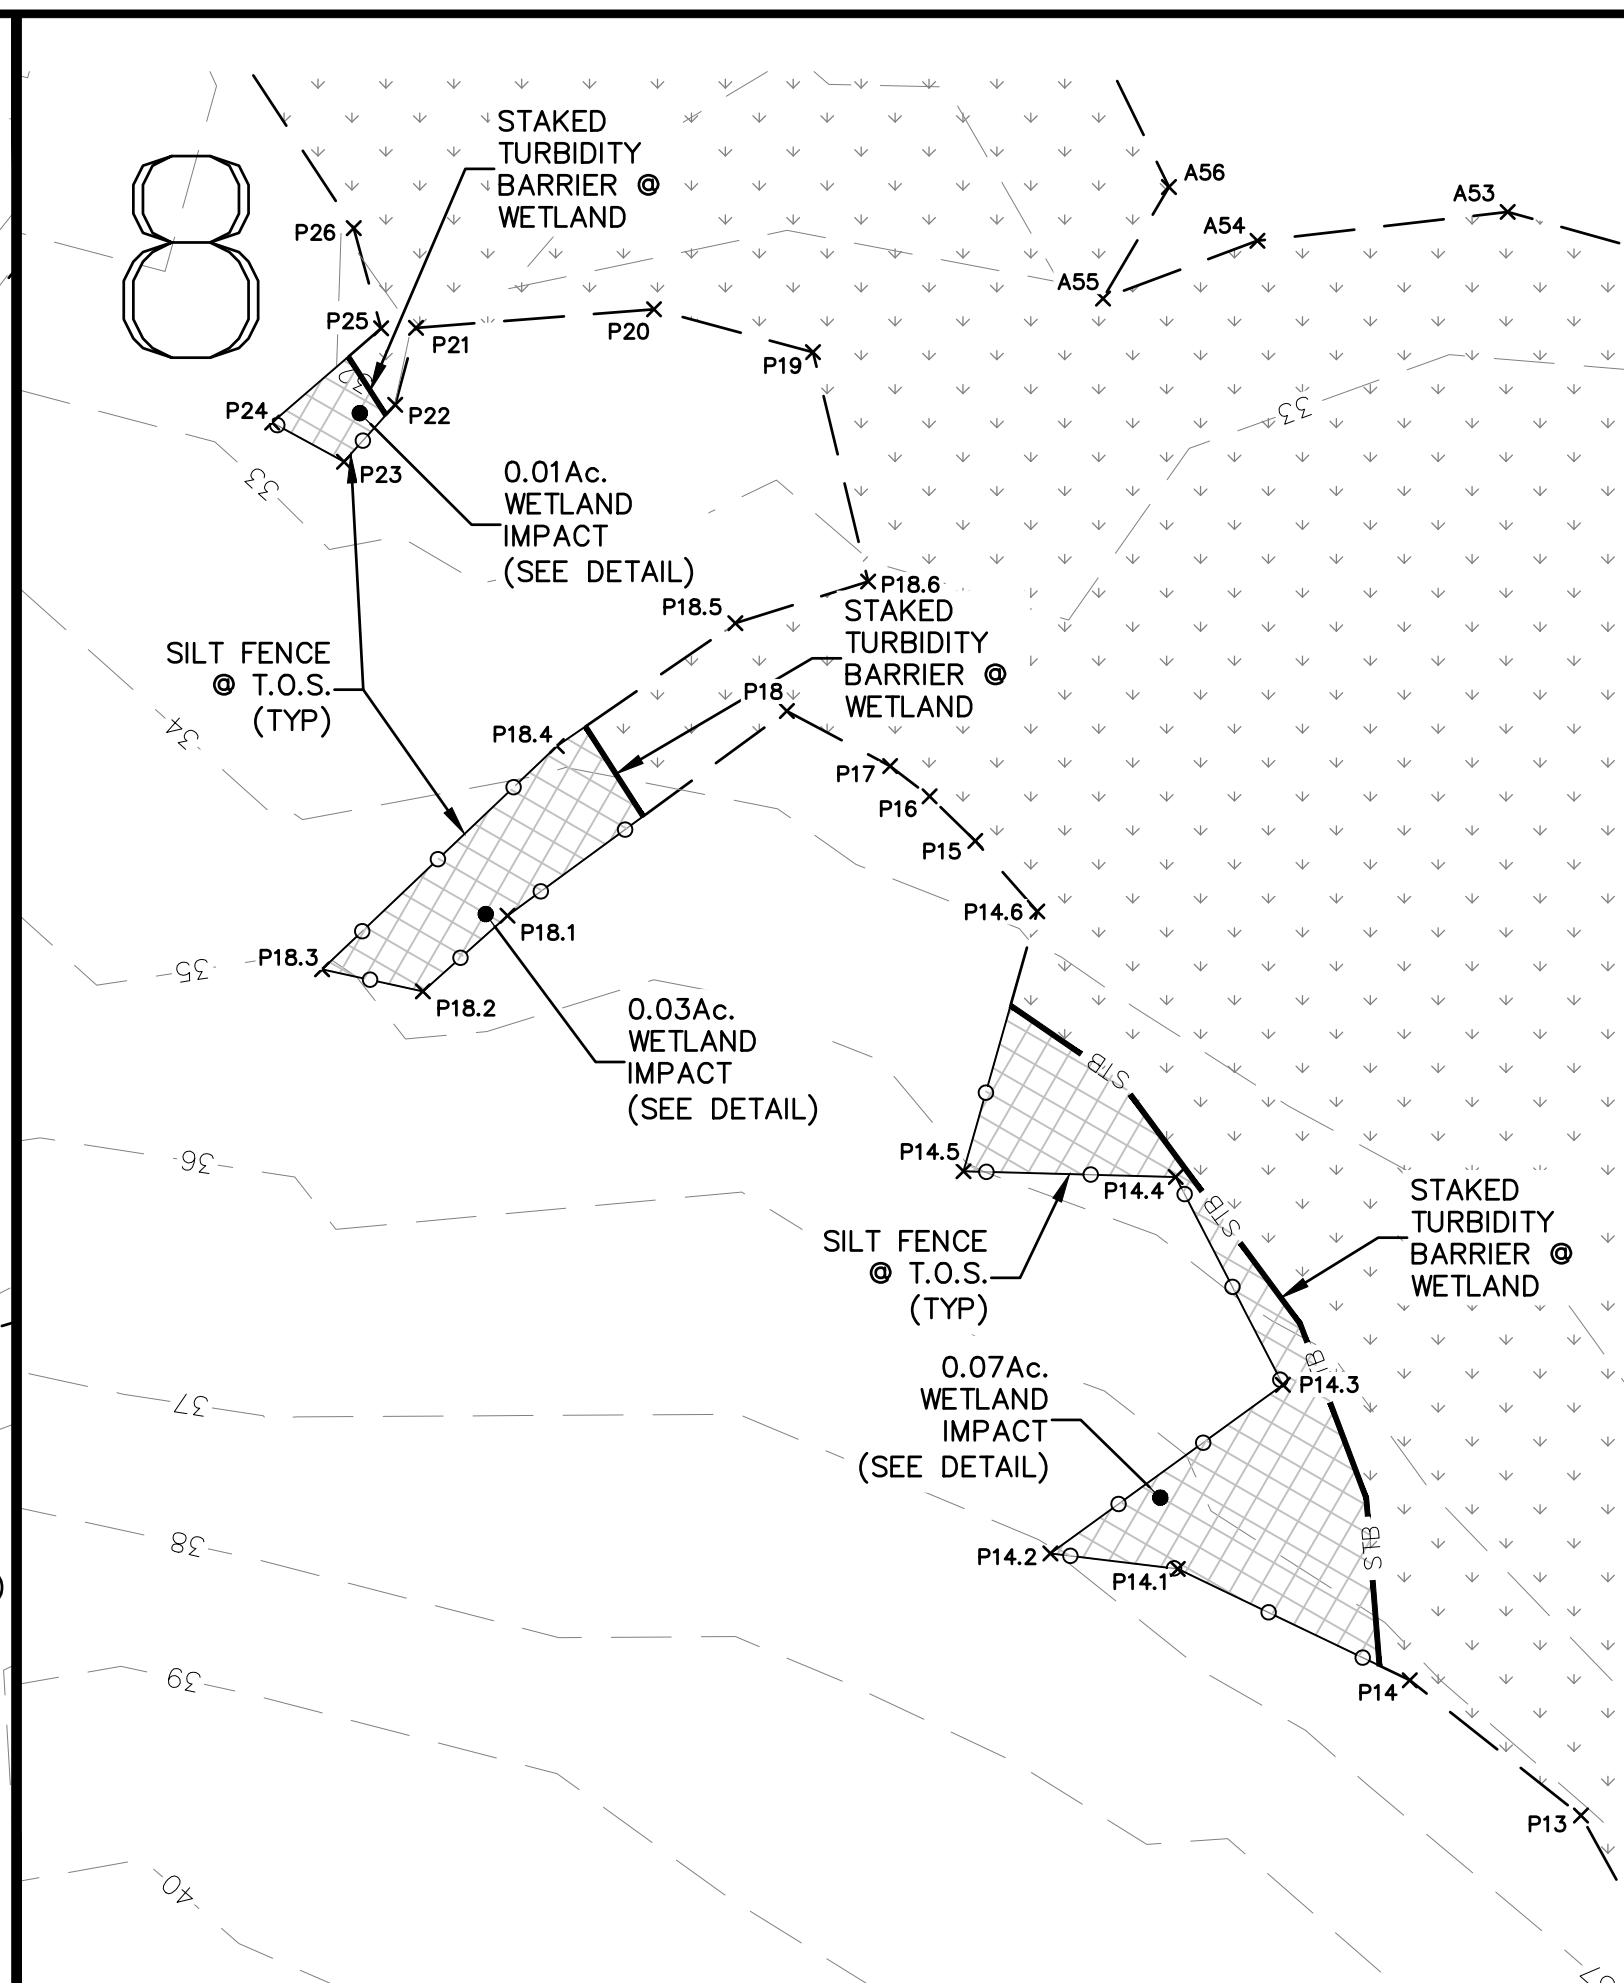 8
STAKED
TURBIDITY
BARRIER @
WETLAND
A56
A53
A54
A55
P26
P25
P21
P20
P19
P24
P22
P23
33
33
0.01Ac.
WETLAND
IMPACT
(SEE DETAIL)
P18.6
P18.5
STAKED
TURBIDITY
BARRIER @
WETLAND
SILT FENCE
@ T.O.S.
(TYP)
P18
34
P18.4
P17
P16
P15
P14.6
P18.1
P18.3
35
P18.2
0.03Ac.
WETLAND
IMPACT
(SEE DETAIL)
STB
P14.5
36
P14.4
STB
STAKED
TURBIDITY
BARRIER @
WETLAND
SILT FENCE
@ T.O.S.
(TYP)
0.07Ac.
WETLAND
IMPACT
(SEE DETAIL)
P14.3
37
38
STB
P14.2
P14.1
39
P14
P13
40